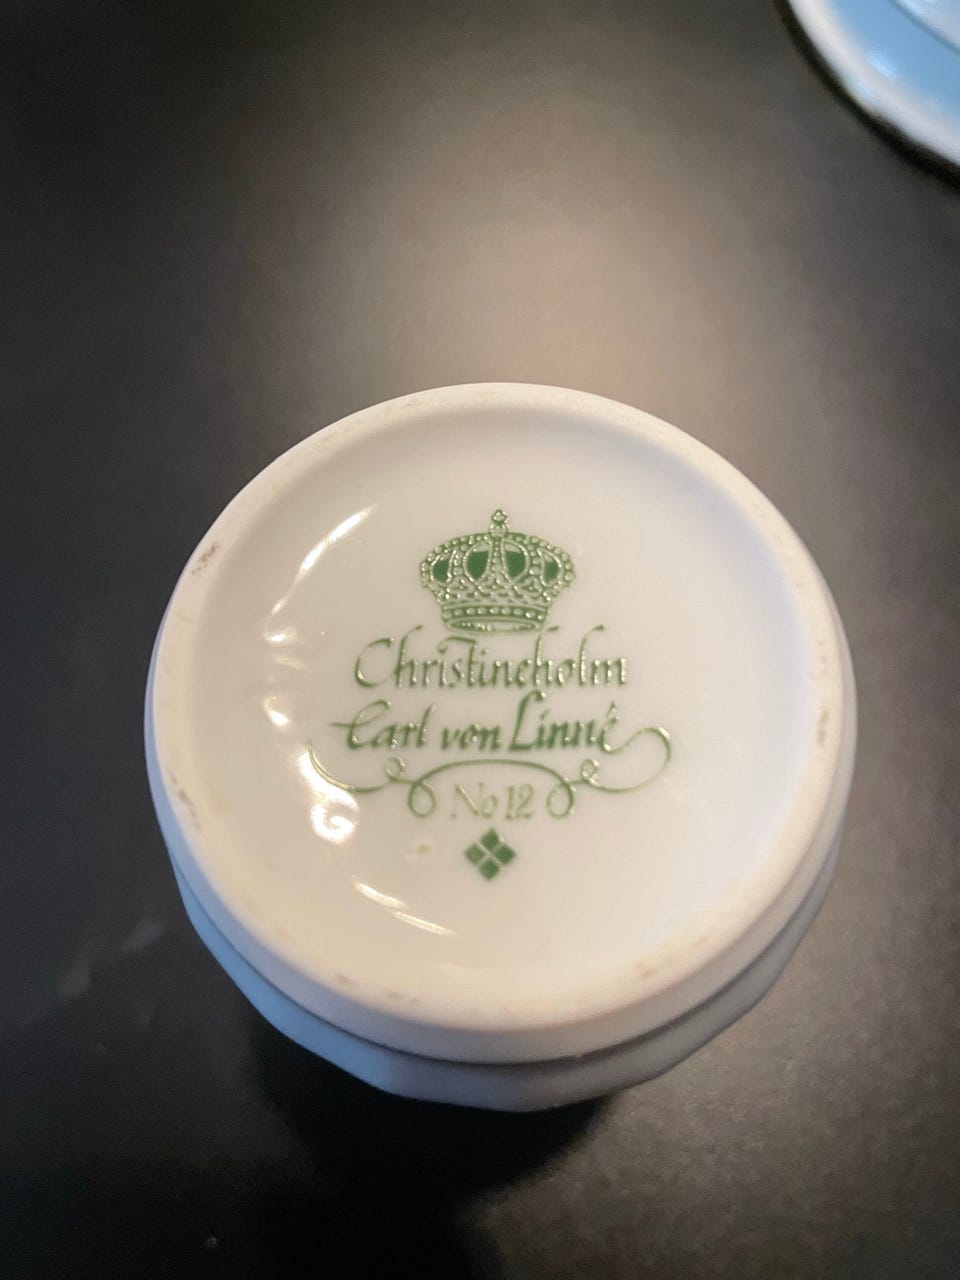 Christineholm
Carl von Linné
No 12